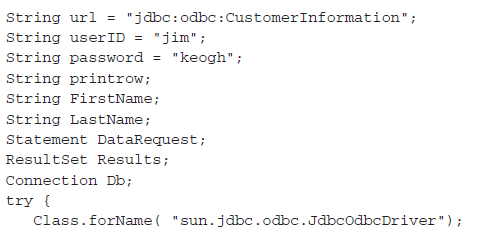 String url = "jdbc:odbc:CustomerInformation";
String userID = "jim";
String password = "keogh";
String printrow;
String FirstName;
String LastName;
Statement DataRequest;
ResultSet Results;
Connection Db;
try {
   Class.forName( "sun.jdbc.odbc.JdbcOdbcDriver");